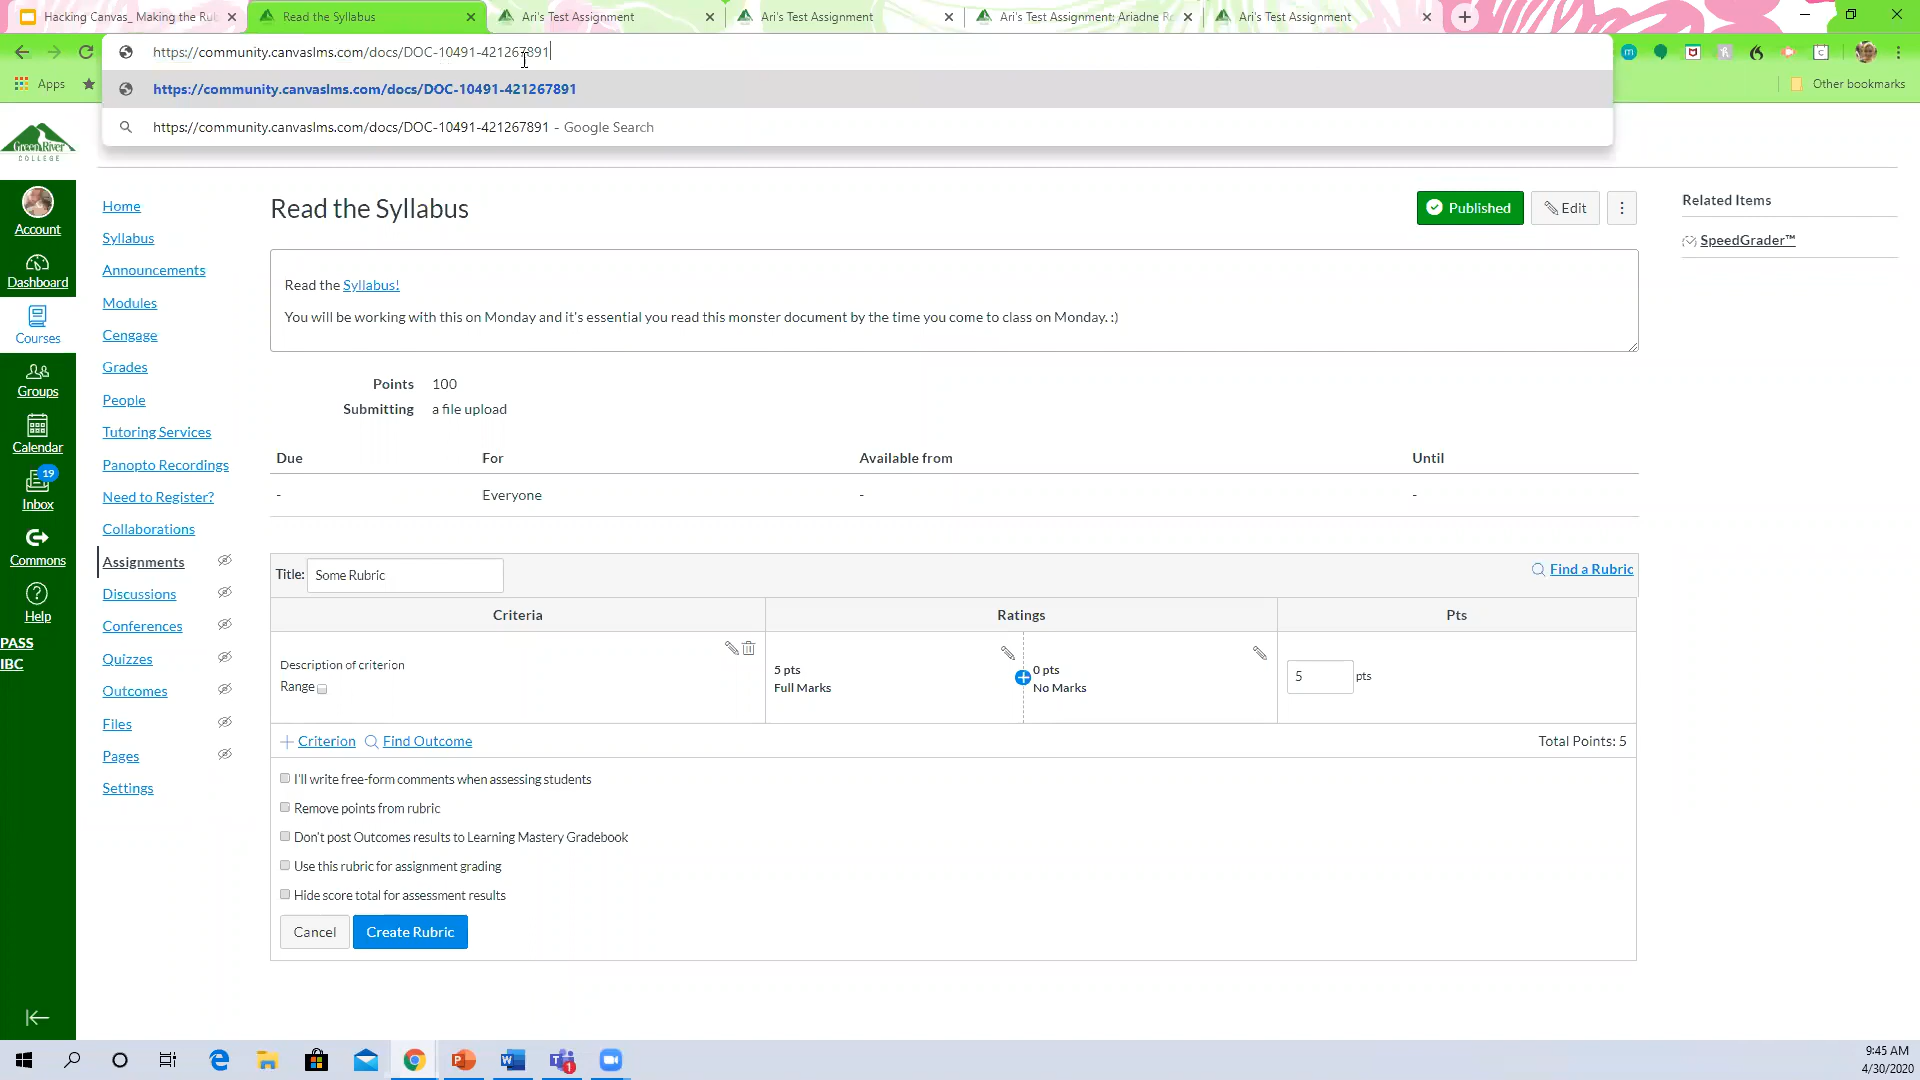 Hacking Canvas_ Making the Ru
Read the Syllabus
Ari's Test Assignment
Ari's Test Assignment
Ari's Test Assignment: Ariadne Ro
Ari's Test Assignment
https://community.canvaslms.com/docs/DOC-10491-421267891
Apps
Other bookmarks
https://community.canvaslms.com/docs/DOC-10491-421267891
https://community.canvaslms.com/docs/DOC-10491-421267891 - Google Search
Green River
COLLEGE
Account
Dashboard
Courses
Groups
Calendar
19
Inbox
Commons
Help
PASS
IBC
Home
Syllabus
Announcements
Modules
Cengage
Grades
People
Tutoring Services
Panopto Recordings
Need to Register?
Collaborations
Assignments
Discussions
Conferences
Quizzes
Outcomes
Files
Pages
Settings
Read the Syllabus
Published
Edit
Related Items
SpeedGrader™
Read the Syllabus!
You will be working with this on Monday and it's essential you read this monster document by the time you come to class on Monday. :)
Points 100
Submitting a file upload
Due For Available from Until
- Everyone - -
Title: Some Rubric
Find a Rubric
Criteria Ratings Pts
Description of criterion
Range
5 pts
Full Marks
0 pts
No Marks
5 pts
Criterion Find Outcome
Total Points: 5
I'll write free-form comments when assessing students
Remove points from rubric
Don't post Outcomes results to Learning Mastery Gradebook
Use this rubric for assignment grading
Hide score total for assessment results
Cancel Create Rubric
9:45 AM
4/30/2020